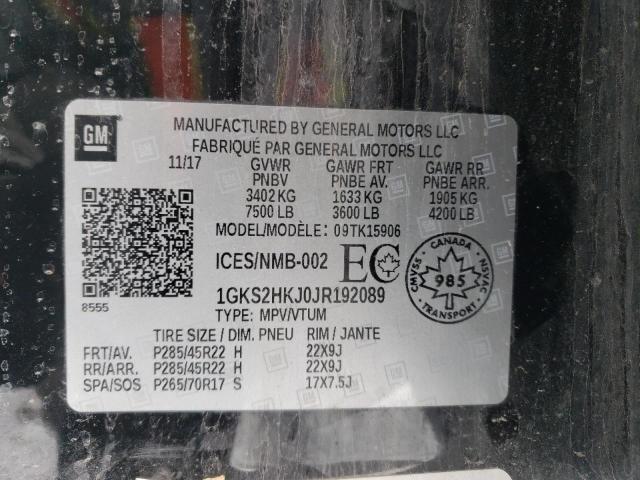 GM
MANUFACTURED BY GENERAL MOTORS LLC
FABRIQUÉ PAR GENERAL MOTORS LLC
11/17 GVWR GAWR FRT GAWR RR
PNBV PNBE AV. PNBE ARR.
3402 KG 1633 KG 1905 KG
7500 LB 3600 LB 4200 LB
MODEL/MODÈLE: 09TK15906
ICES/NMB-002 EC
CANADA
CMVSS 985 NSVAC
TRANSPORT
1GKS2HKJ0JR192089
8555
TYPE: MPV/VTUM
TIRE SIZE / DIM. PNEU RIM / JANTE
FRT/AV. P285/45R22 H 22X9J
RR/ARR. P285/45R22 H 22X9J
SPA/SOS P265/70R17 S 17X7.5J